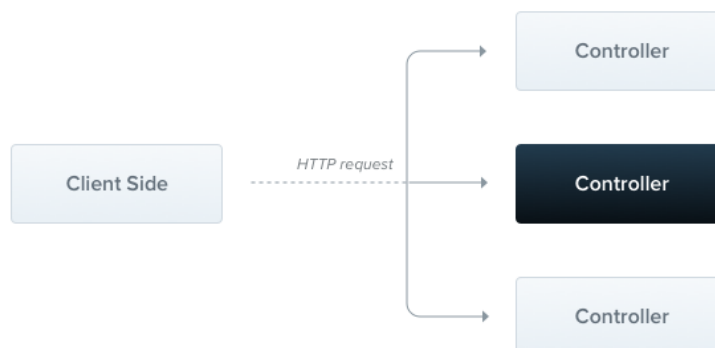 Controller
HTTP request
Client Side
Controller
Controller